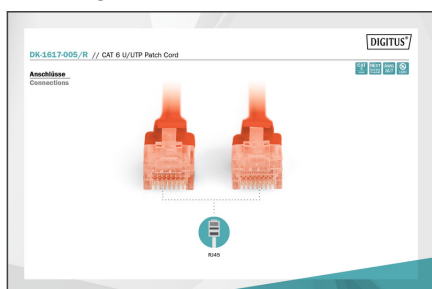 DIGITUS®
DK-1617-005/R // CAT 6 U/UTP Patch Cord
Anschlüsse
Connections
RJ45